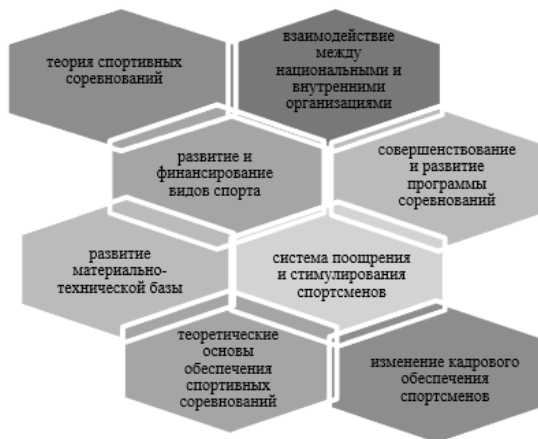 теория спортивных
соревнований
взаимодействие
между
национальными и
внутренними
организациями
развитие и
финансирование
видов спорта
совершенствование
и развитие
программы
соревнований
развитие
материально-
технической базы
система поощрения
и стимулирования
спортсменов
теоретические
основы
обеспечения
спортивных
соревнований
изменение кадрового
обеспечения
спортсменов